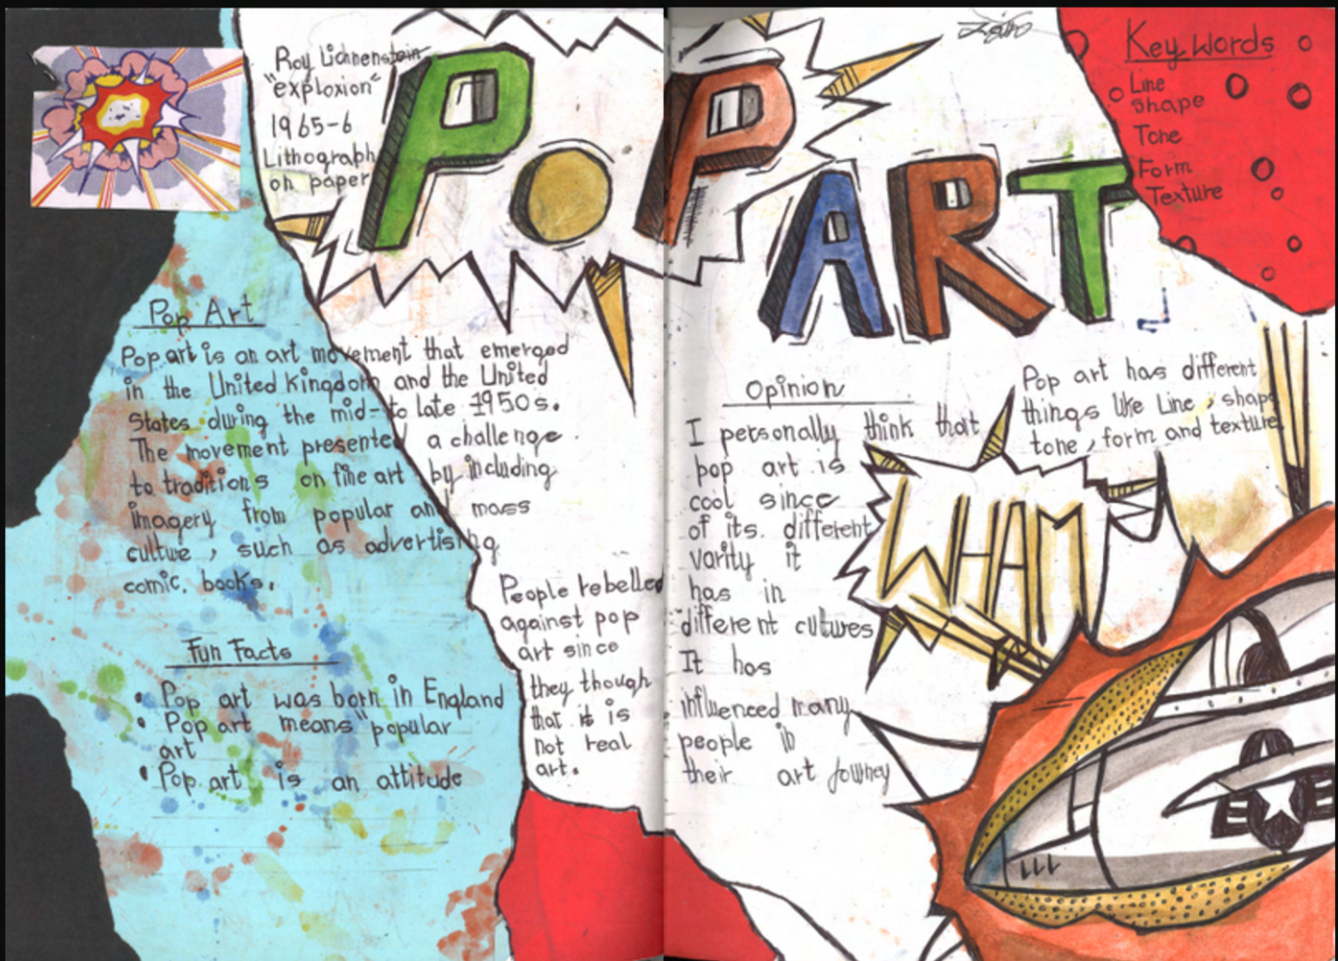 Roy Lichnenstein
"exploxion"
1965-6
Lithograph
on paper
POP
ART
Key words
Line
shape
Tone
Form
Texture
Pop Art
Pop art is an art movement that emerged
in the United Kingdom and the United
States during the mid-to late 1950s.
The movement presented a challenge
to traditions on fine art by including
imagery from popular and mass
culture, such as advertising
comic. books.
Fun Facts
• Pop art was born in England
• Pop art means "popular
art
• Pop art is an attitude
People rebelled
against pop
art since
they though
that it is
not real
art.
Opinion
I personally think that
pop art is
cool since
of its. different
varity it
has in
different cultures
It has
influenced many
people in
their art journey
Pop art has different
things like Line, shape
tone, form and texture
WHAM